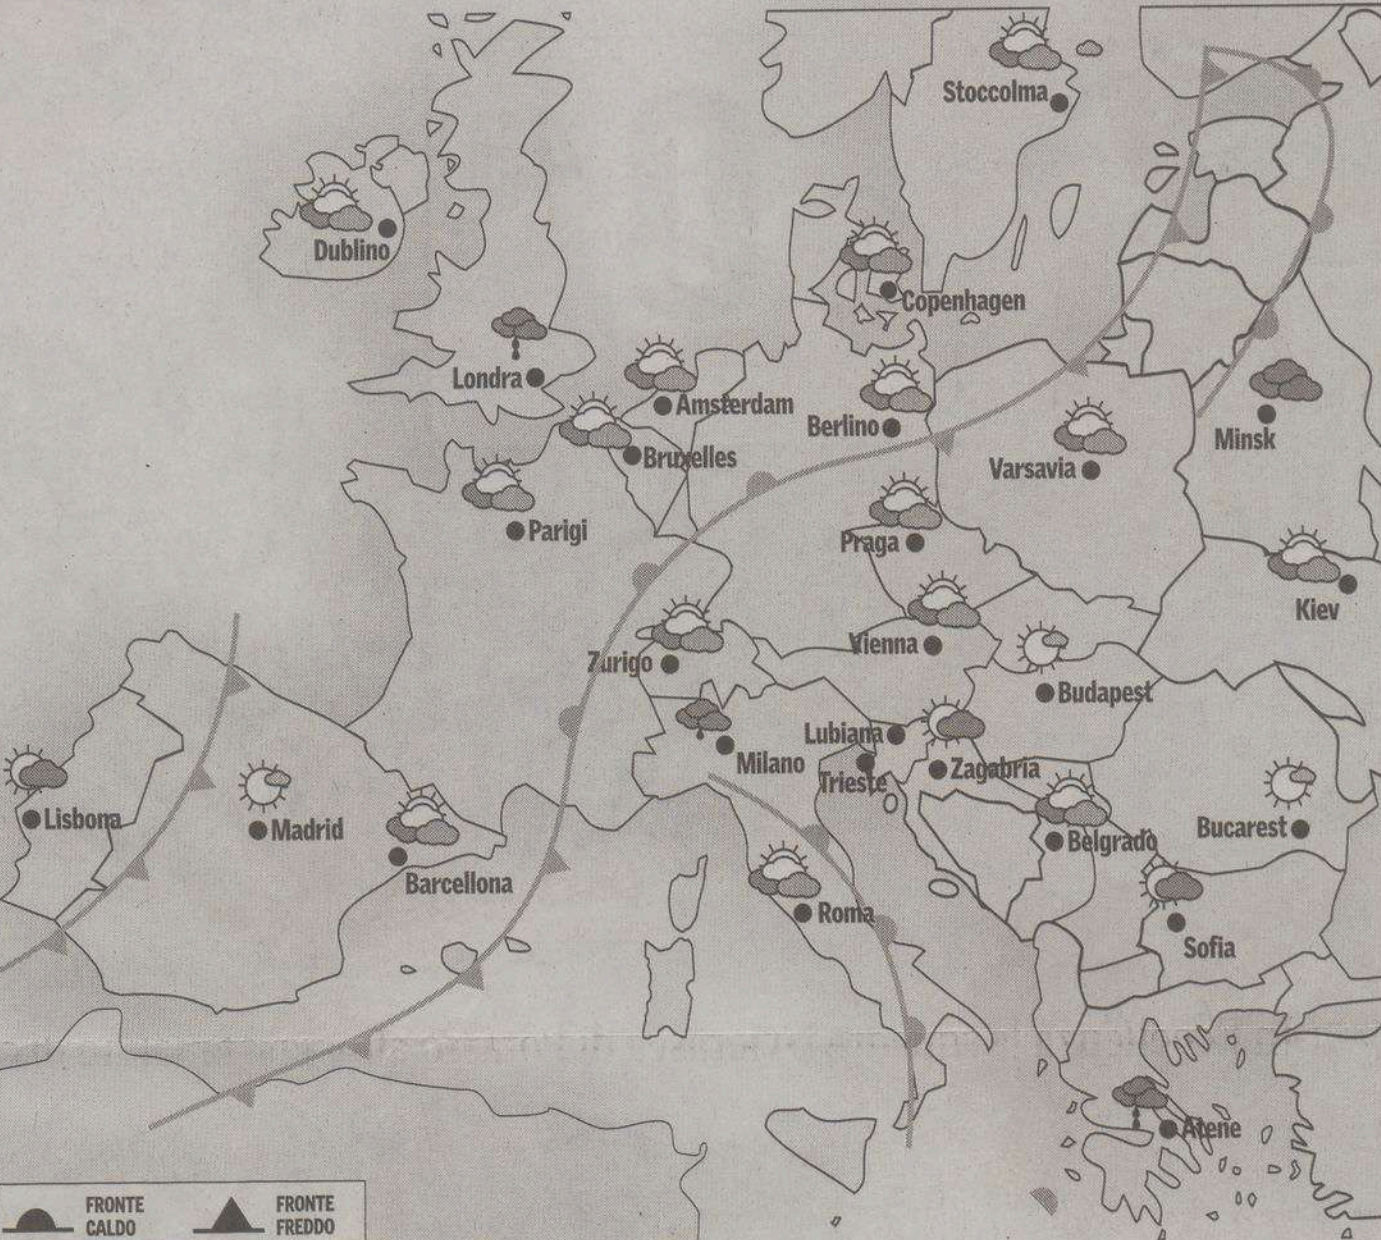 Stoccolma
Dublino
Copenhagen
Londra
Amsterdam
Berlino
Bruxelles
Minsk
Varsavia
Parigi
Praga
Kiev
Vienna
Zurigo
Budapest
Lubiana
Milano
Trieste
Zagabria
Lisbona
Madrid
Bucarest
Belgrado
Barcellona
Roma
Sofia
Atene
FRONTE
CALDO
FRONTE
FREDDO